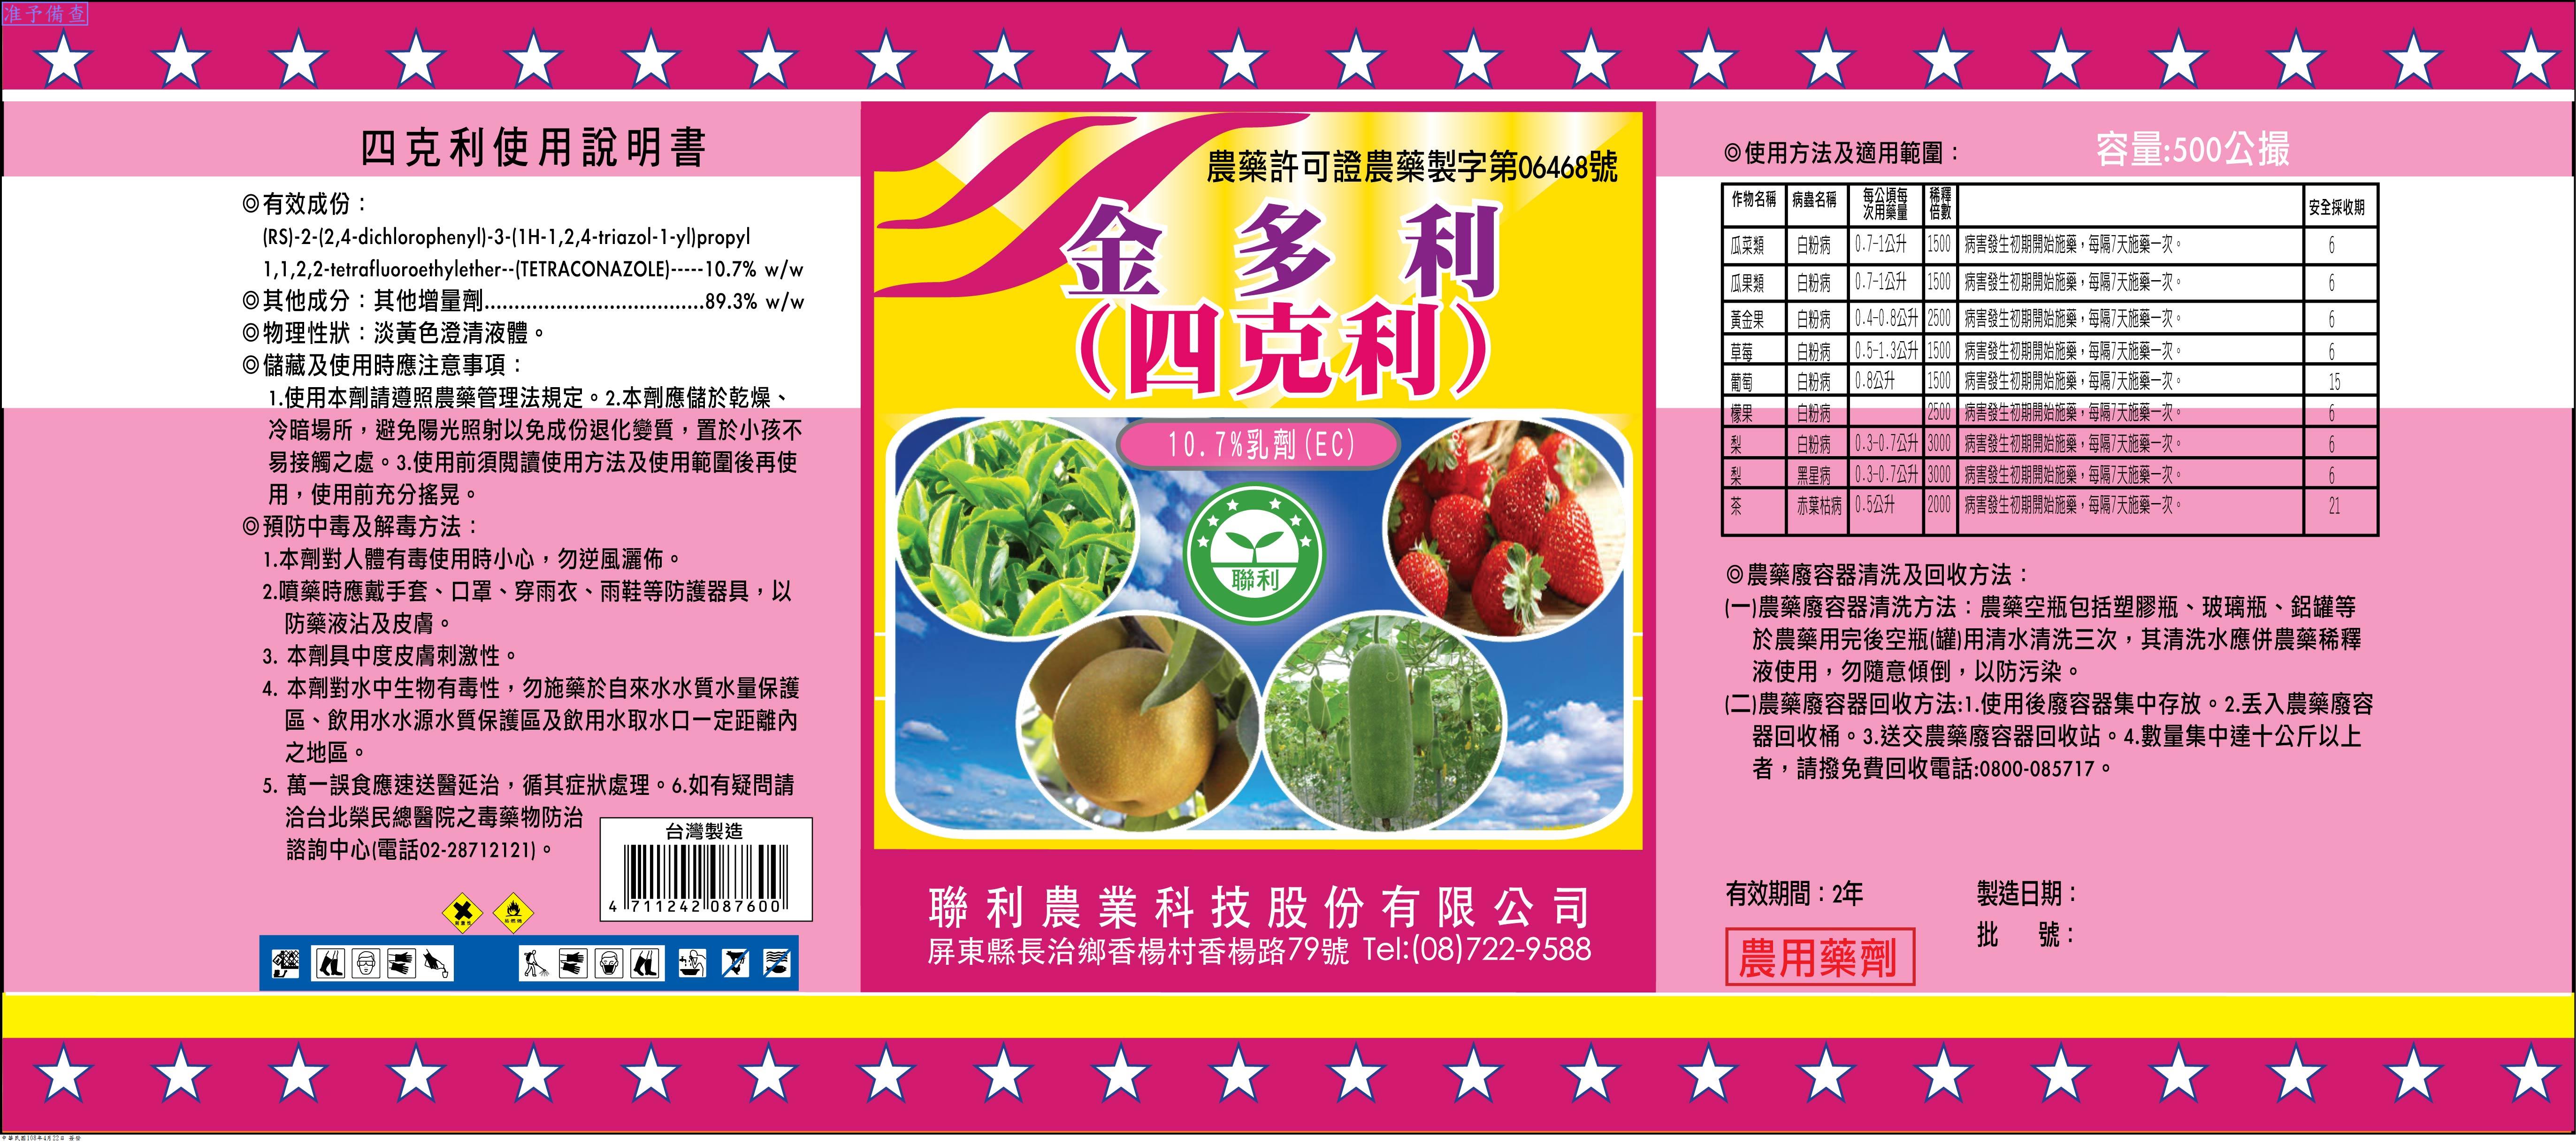 准予備查
四克利使用說明書
◎有效成份：
(RS)-2-(2,4-dichlorophenyl)-3-(1H-1,2,4-triazol-1-yl)propyl
1,1,2,2-tetrafluoroethylether--(TETRACONAZOLE)-----10.7% w/w
◎其他成分：其他增量劑.....................................89.3% w/w
◎物理性狀：淡黃色澄清液體。
◎儲藏及使用時應注意事項：
1.使用本劑請遵照農藥管理法規定。2.本劑應儲於乾燥、
冷暗場所，避免陽光照射以免成份退化變質，置於小孩不
易接觸之處。3.使用前須閱讀使用方法及使用範圍後再使
用，使用前充分搖晃。
◎預防中毒及解毒方法：
1.本劑對人體有毒使用時小心，勿逆風灑佈。
2.噴藥時應戴手套、口罩、穿雨衣、雨鞋等防護器具，以
防藥液沾及皮膚。
3. 本劑具中度皮膚刺激性。
4. 本劑對水中生物有毒性，勿施藥於自來水水質水量保護
區、飲用水水源水質保護區及飲用水取水口一定距離內
之地區。
5. 萬一誤食應速送醫延治，循其症狀處理。6.如有疑問請
洽台北榮民總醫院之毒藥物防治
諮詢中心(電話02-28712121)。
台灣製造
4 711242 087600
農藥許可證農藥製字第06468號
金多利
(四克利)
10.7%乳劑(EC)
聯利
聯利農業科技股份有限公司
屏東縣長治鄉香楊村香楊路79號 Tel:(08)722-9588
◎使用方法及適用範圍：
容量:500公撮
作物名稱 病蟲名稱 每公頃每次用藥量 稀釋倍數 安全採收期
瓜菜類 白粉病 0.7-1公升 1500 病害發生初期開始施藥，每隔7天施藥一次。 6
瓜果類 白粉病 0.7-1公升 1500 病害發生初期開始施藥，每隔7天施藥一次。 6
黃金果 白粉病 0.4-0.8公升 2500 病害發生初期開始施藥，每隔7天施藥一次。 6
草莓 白粉病 0.5-1.3公升 1500 病害發生初期開始施藥，每隔7天施藥一次。 6
葡萄 白粉病 0.8公升 1500 病害發生初期開始施藥，每隔7天施藥一次。 15
檬果 白粉病 2500 病害發生初期開始施藥，每隔7天施藥一次。 6
梨 白粉病 0.3-0.7公升 3000 病害發生初期開始施藥，每隔7天施藥一次。 6
梨 黑星病 0.3-0.7公升 3000 病害發生初期開始施藥，每隔7天施藥一次。 6
茶 赤葉枯病 0.5公升 2000 病害發生初期開始施藥，每隔7天施藥一次。 21
◎農藥廢容器清洗及回收方法：
(一)農藥廢容器清洗方法：農藥空瓶包括塑膠瓶、玻璃瓶、鋁罐等
於農藥用完後空瓶(罐)用清水清洗三次，其清洗水應併農藥稀釋
液使用，勿隨意傾倒，以防污染。
(二)農藥廢容器回收方法:1.使用後廢容器集中存放。2.丟入農藥廢容
器回收桶。3.送交農藥廢容器回收站。4.數量集中達十公斤以上
者，請撥免費回收電話:0800-085717。
有效期間：2年
製造日期：
批 號：
農用藥劑
中華民國108年4月22日